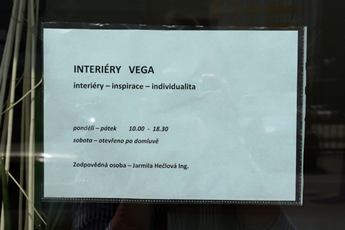 INTERIÉRY VEGA
interiéry – inspirace – individualita
pondělí – pátek 10.00 - 18.30
sobota – otevřeno po domluvě
Zodpovědná osoba – Jarmila Hečlová Ing.